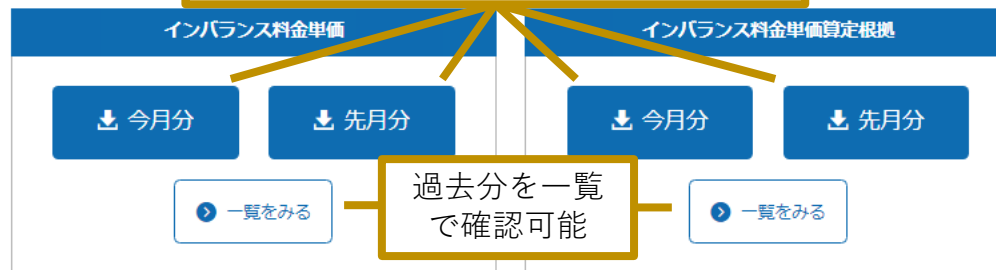 インバランス料金単価
インバランス料金単価算定根拠
今月分
先月分
今月分
先月分
過去分を一覧
で確認可能
一覧をみる
一覧をみる